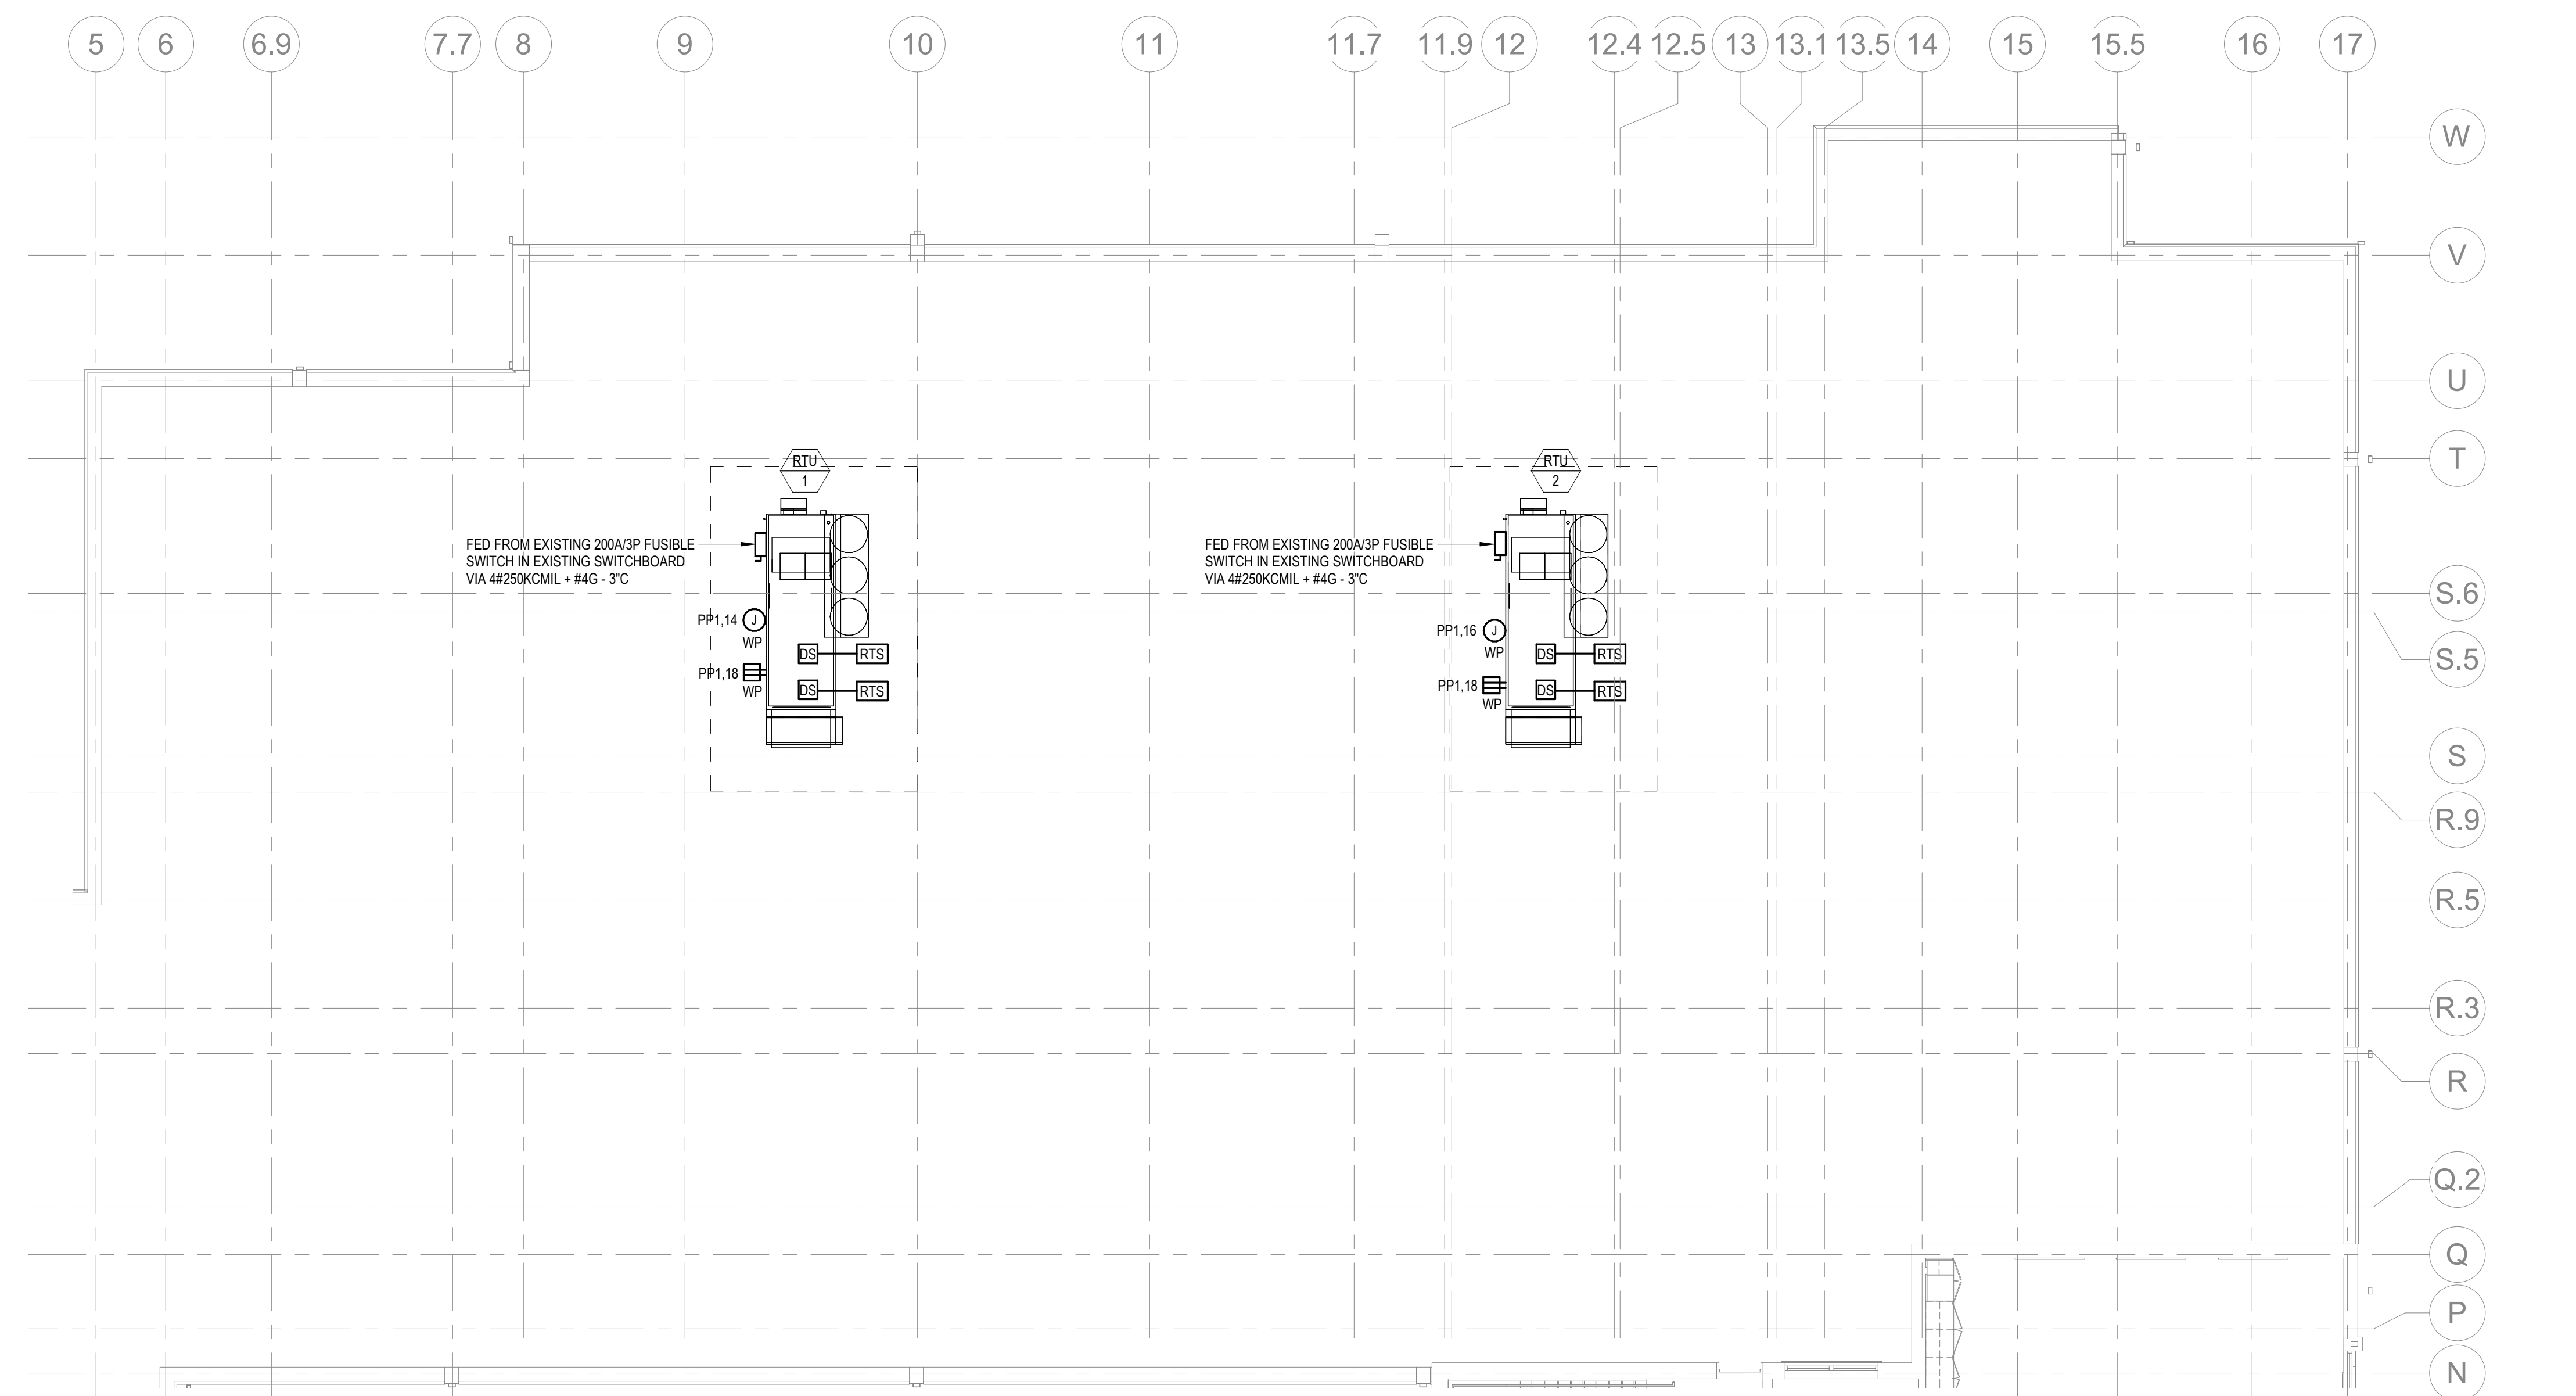 5 6 6.9 7.7 8 9 10 11 11.7 11.9 12 12.4 12.5 13 13.1 13.5 14 15 15.5 16 17
W
V
U
T
RTU
1
RTU
2
FED FROM EXISTING 200A/3P FUSIBLE
SWITCH IN EXISTING SWITCHBOARD
VIA 4#250KCMIL + #4G - 3"C
FED FROM EXISTING 200A/3P FUSIBLE
SWITCH IN EXISTING SWITCHBOARD
VIA 4#250KCMIL + #4G - 3"C
S.6
PP1,14 J
WP
DS RTS
PP1,18
WP
DS RTS
PP1,16 J
WP
DS RTS
PP1,18
WP
DS RTS
S.5
S
R.9
R.5
R.3
R
Q.2
Q
P
N